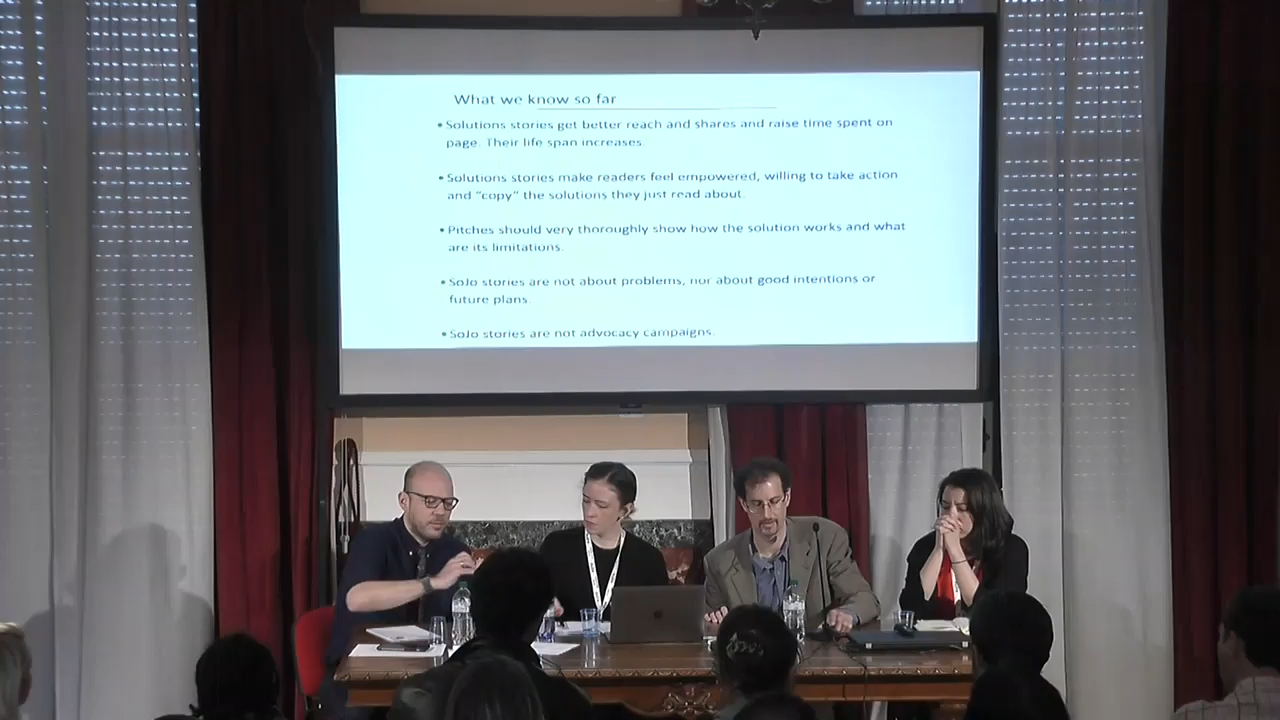 What we know so far
• Solutions stories get better reach and shares and raise time spent on
page. Their life span increases.
• Solutions stories make readers feel empowered, willing to take action
and “copy” the solutions they just read about.
• Pitches should very thoroughly show how the solution works and what
are its limitations.
• SoJo stories are not about problems, nor about good intentions or
future plans.
• SoJo stories are not advocacy campaigns.